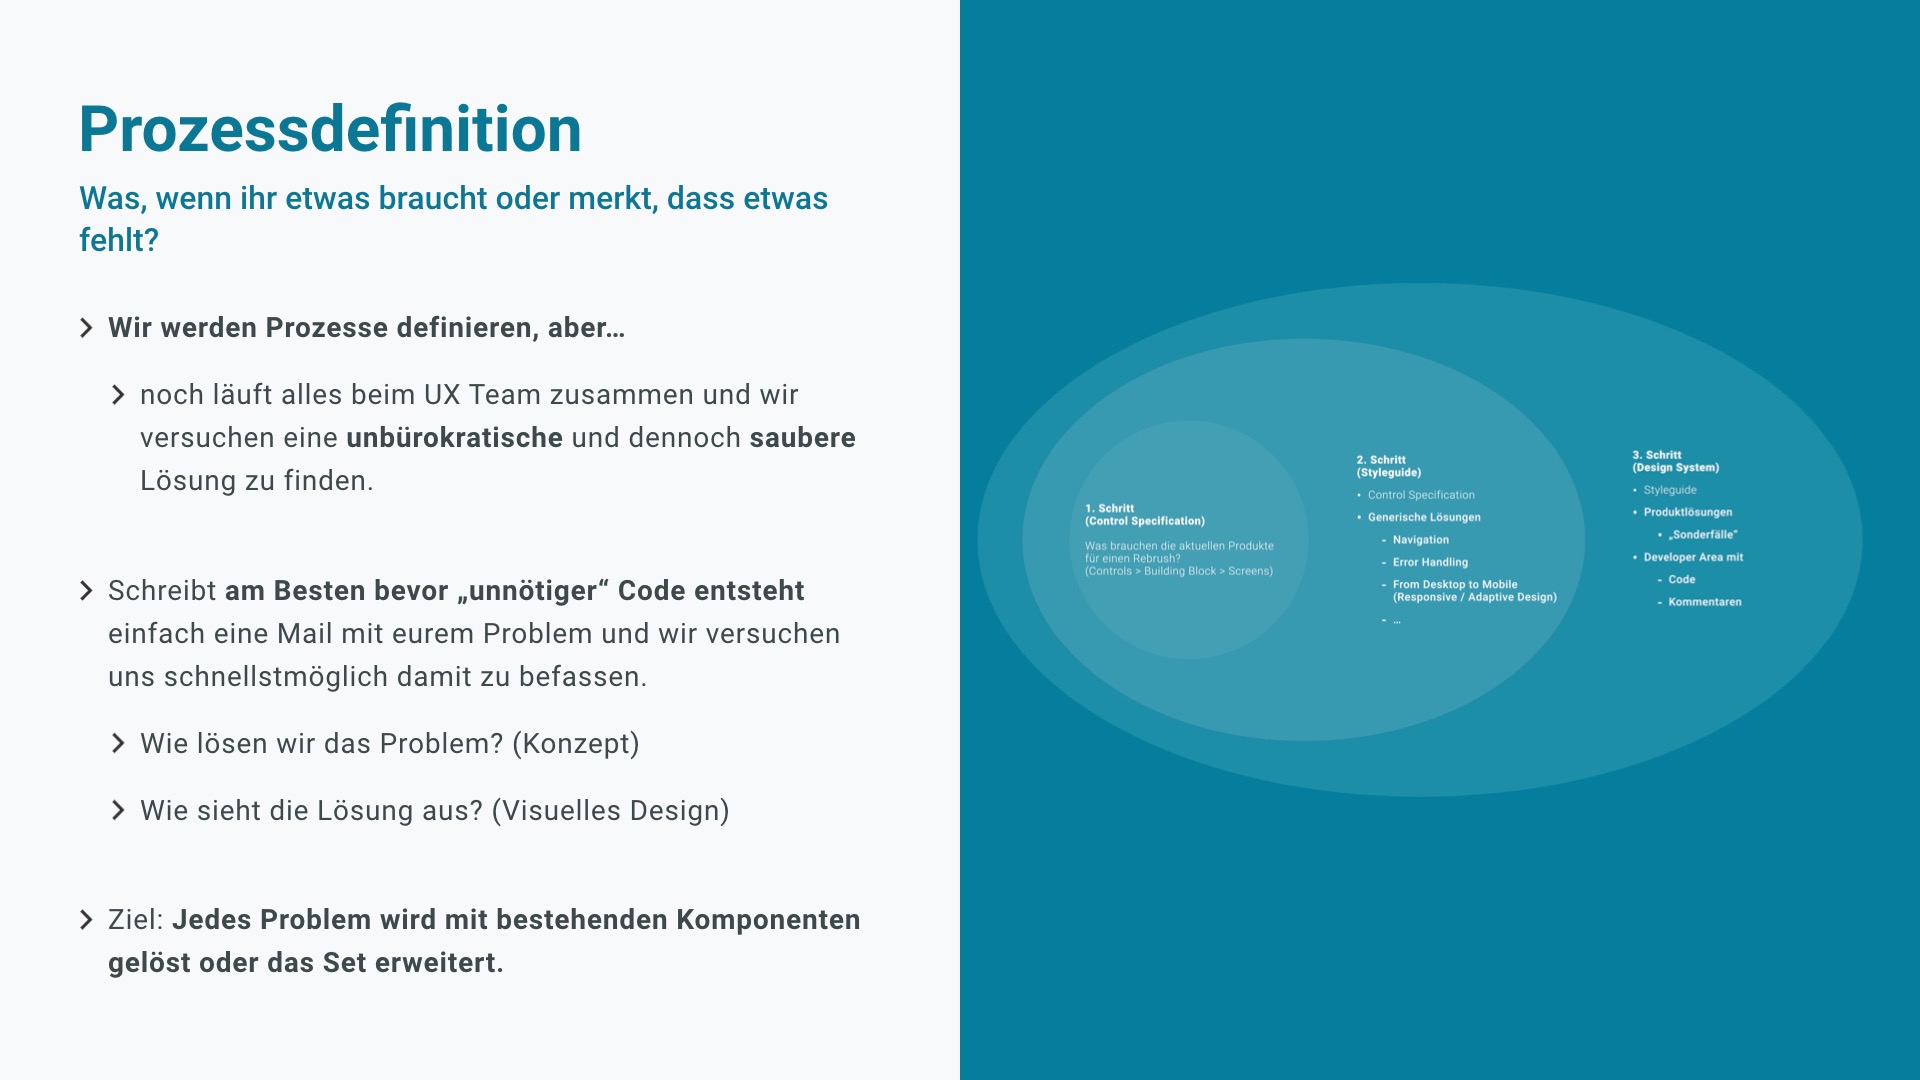 Prozessdefinition
Was, wenn ihr etwas braucht oder merkt, dass etwas
fehlt?
Wir werden Prozesse definieren, aber…
noch läuft alles beim UX Team zusammen und wir
versuchen eine unbürokratische und dennoch saubere
Lösung zu finden.
Schreibt am Besten bevor „unnötiger“ Code entsteht
einfach eine Mail mit eurem Problem und wir versuchen
uns schnellstmöglich damit zu befassen.
Wie lösen wir das Problem? (Konzept)
Wie sieht die Lösung aus? (Visuelles Design)
Ziel: Jedes Problem wird mit bestehenden Komponenten
gelöst oder das Set erweitert.
1. Schritt
(Control Specification)
Was brauchen die aktuellen Produkte
für einen Rebrush?
(Controls > Building Block > Screens)
2. Schritt
(Styleguide)
• Control Specification
• Generische Lösungen
- Navigation
- Error Handling
- From Desktop to Mobile
(Responsive / Adaptive Design)
- …
3. Schritt
(Design System)
• Styleguide
• Produktlösungen
• „Sonderfälle“
• Developer Area mit
- Code
- Kommentaren